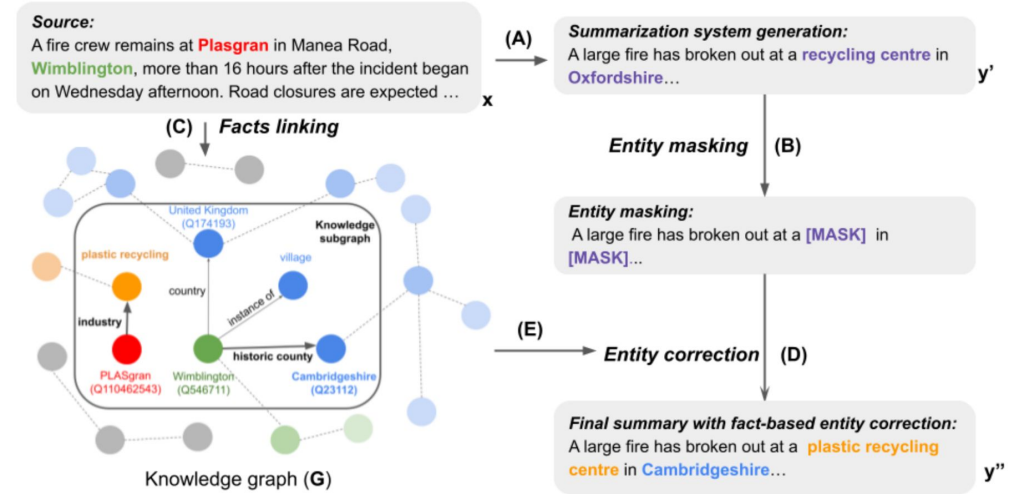 Source:
A fire crew remains at Plasgran in Manea Road,
Wimblington, more than 16 hours after the incident began
on Wednesday afternoon. Road closures are expected ...
x
(A)
Summarization system generation:
A large fire has broken out at a recycling centre in
Oxfordshire...
y'
(C)
Facts linking
Entity masking
(B)
United Kingdom
(Q174193)
Knowledge
subgraph
plastic recycling
village
country
instance of
industry
historic county
PLASgran
(Q110462543)
Wimblington
(Q546711)
Cambridgeshire
(Q23112)
Knowledge graph (G)
Entity masking:
A large fire has broken out at a [MASK] in
[MASK]...
(E)
Entity correction
(D)
Final summary with fact-based entity correction:
A large fire has broken out at a plastic recycling
centre in Cambridgeshire...
y"